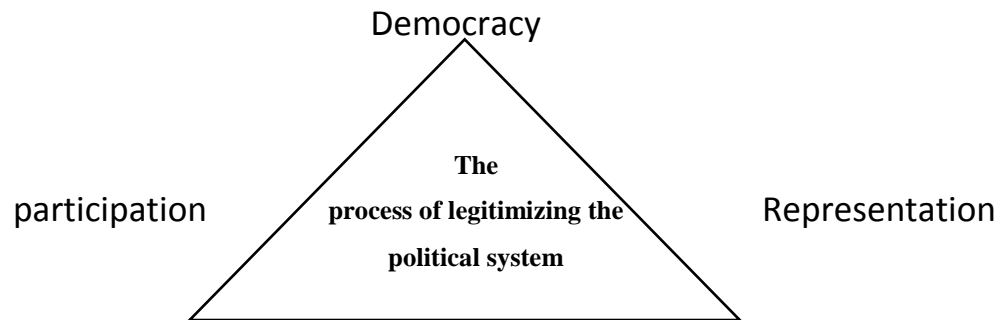 Democracy
The
participation
process of legitimizing the
Representation
political system